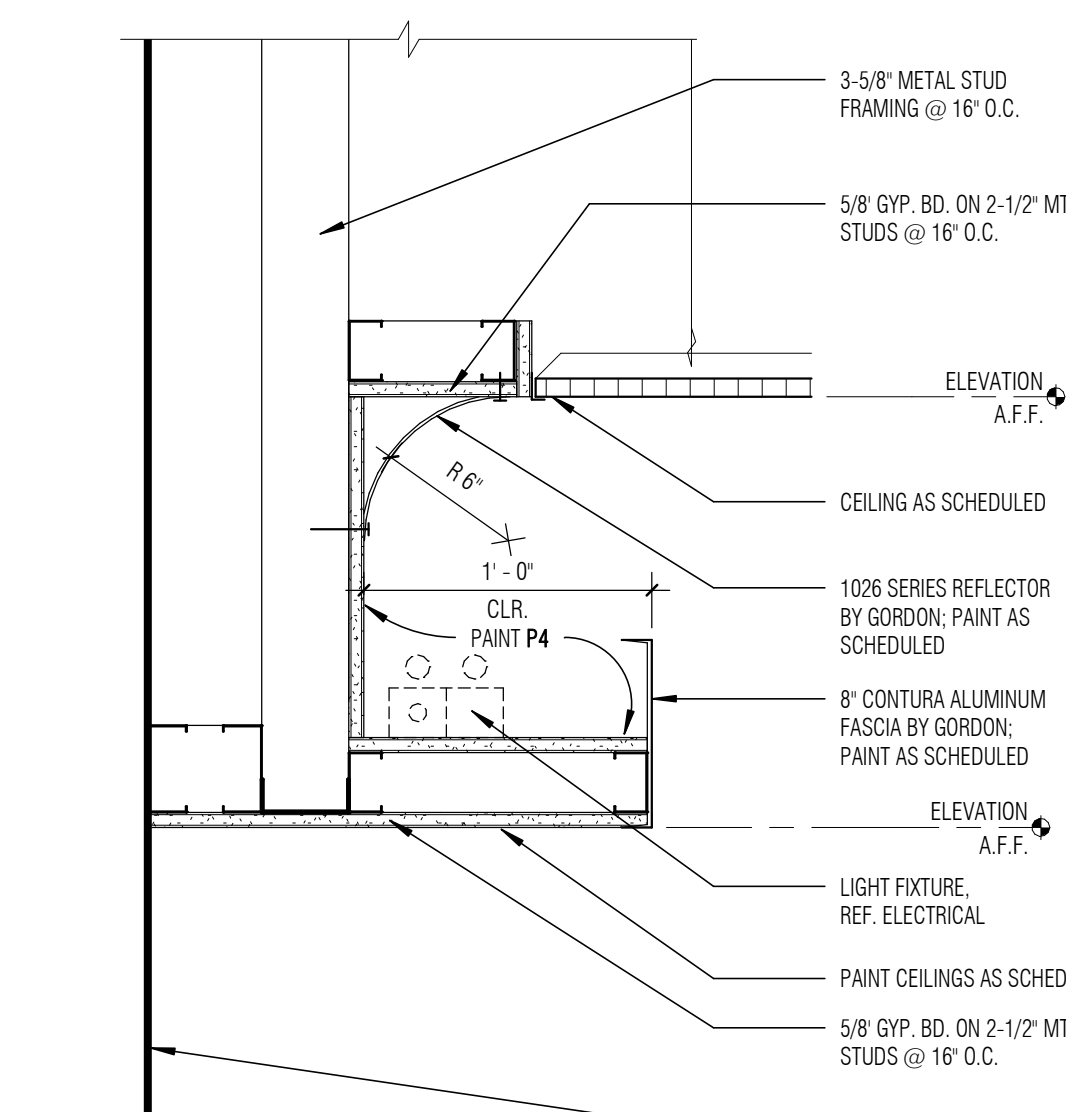 3-5/8" METAL STUD
FRAMING @ 16" O.C.
5/8' GYP. BD. ON 2-1/2" MT
STUDS @ 16" O.C.
ELEVATION
A.F.F.
R 6"
CEILING AS SCHEDULED
1' - 0"
CLR.
PAINT P4
1026 SERIES REFLECTOR
BY GORDON; PAINT AS
SCHEDULED
8" CONTURA ALUMINUM
FASCIA BY GORDON;
PAINT AS SCHEDULED
ELEVATION
A.F.F.
LIGHT FIXTURE,
REF. ELECTRICAL
PAINT CEILINGS AS SCHED
5/8' GYP. BD. ON 2-1/2" MT
STUDS @ 16" O.C.